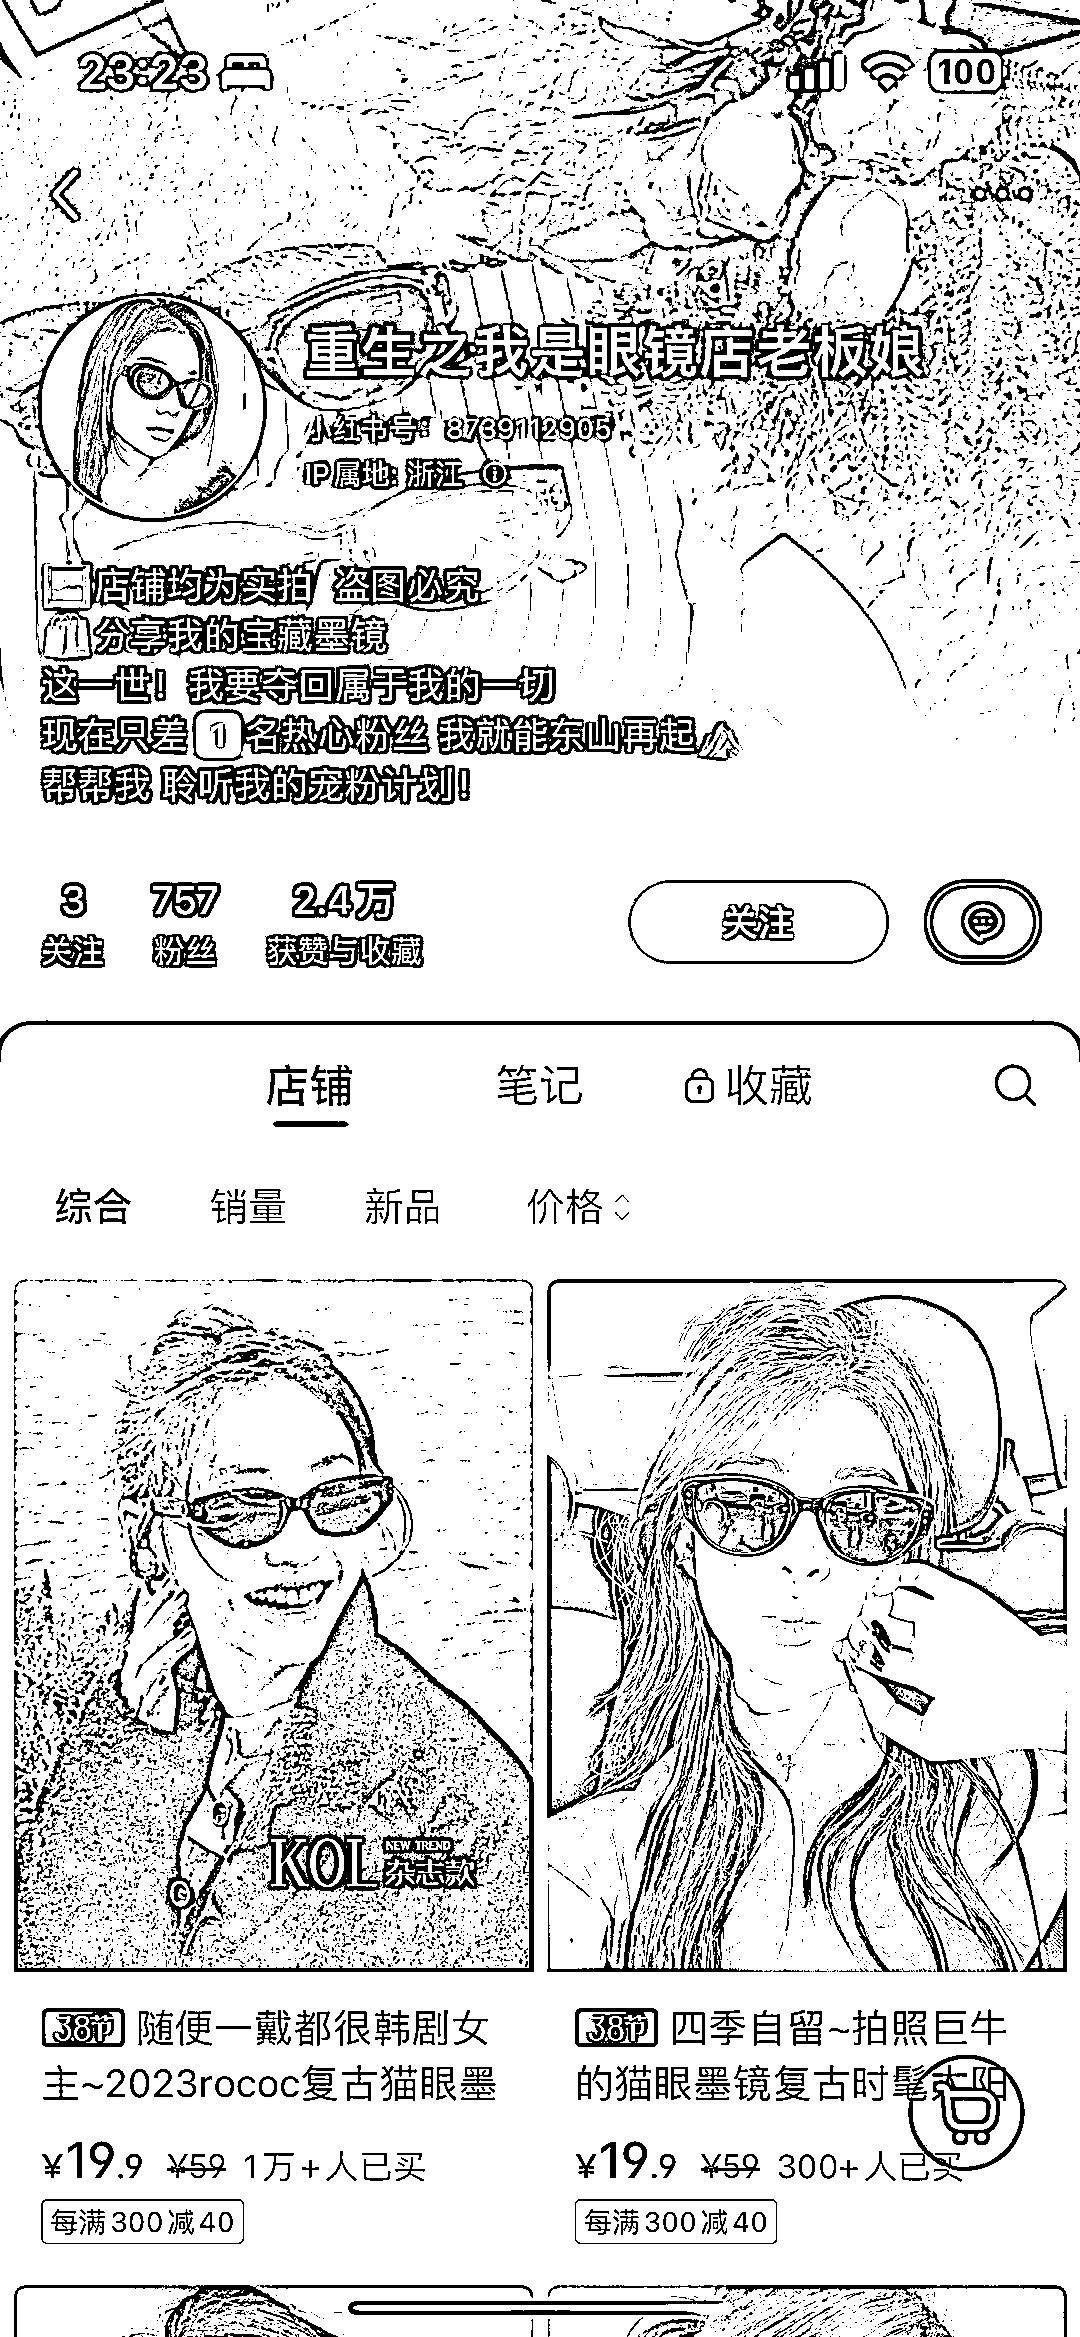 23:23
100
重生之我是眼镜店老板娘
小红书号: 8739112905
IP属地: 浙江
店铺均为实拍 盗图必究
分享我的宝藏墨镜
这一世！我要夺回属于我的一切
现在只差1名热心粉丝 我就能东山再起
帮帮我 聆听我的宠粉计划！
3 757 2.4万
关注 粉丝 获赞与收藏
关注
店铺 笔记 收藏
综合 销量 新品 价格
KOL NEW TREND
杂志款
38节 随便一戴都很韩剧女
主~2023rococ复古猫眼墨
¥19.9 ¥59 1万+人已买
每满300减40
38节 四季自留~拍照巨牛
的猫眼墨镜复古时髦太阳
¥19.9 ¥59 300+人已买
每满300减40